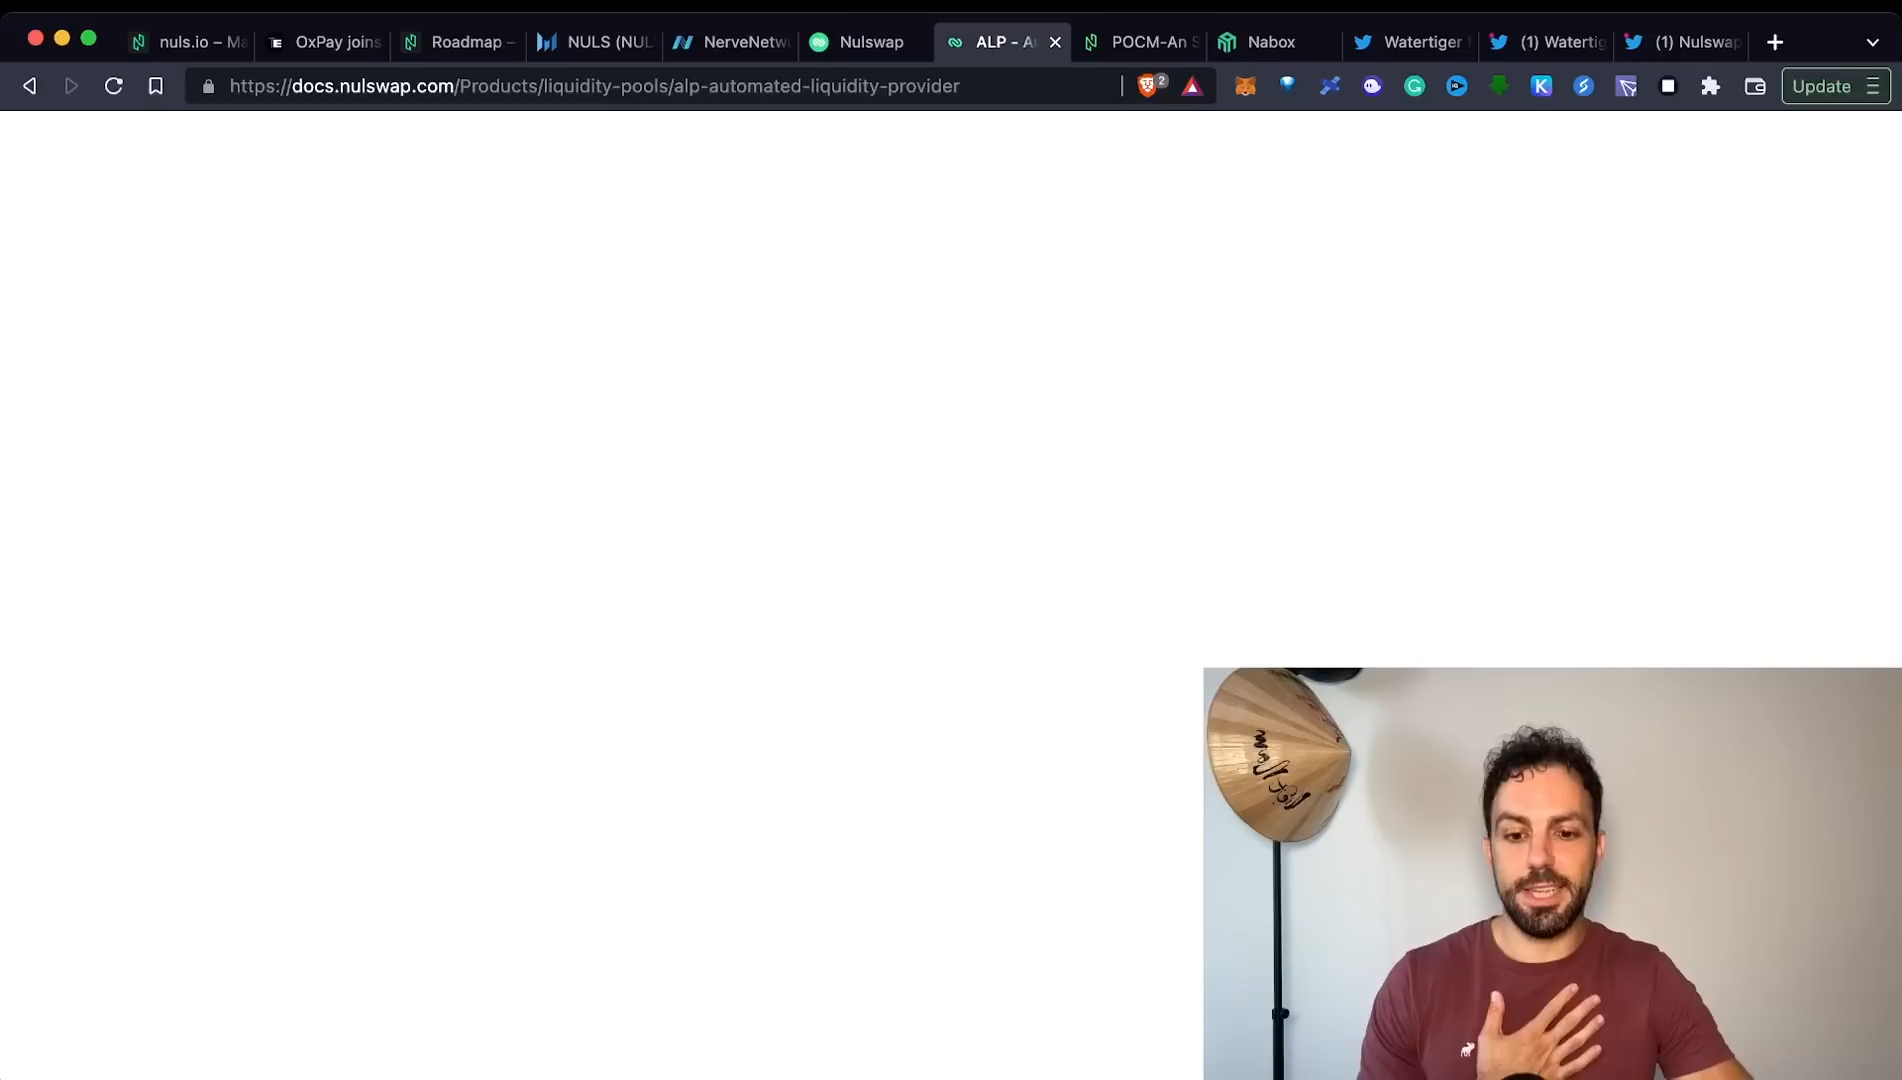 nuls.io – Ma
OxPay joins
Roadmap –
NULS (NUL
NerveNetw
Nulswap
ALP - A
POCM-An S
Nabox
Watertiger
(1) Watertig
(1) Nulswap
https://docs.nulswap.com/Products/liquidity-pools/alp-automated-liquidity-provider
2
Update